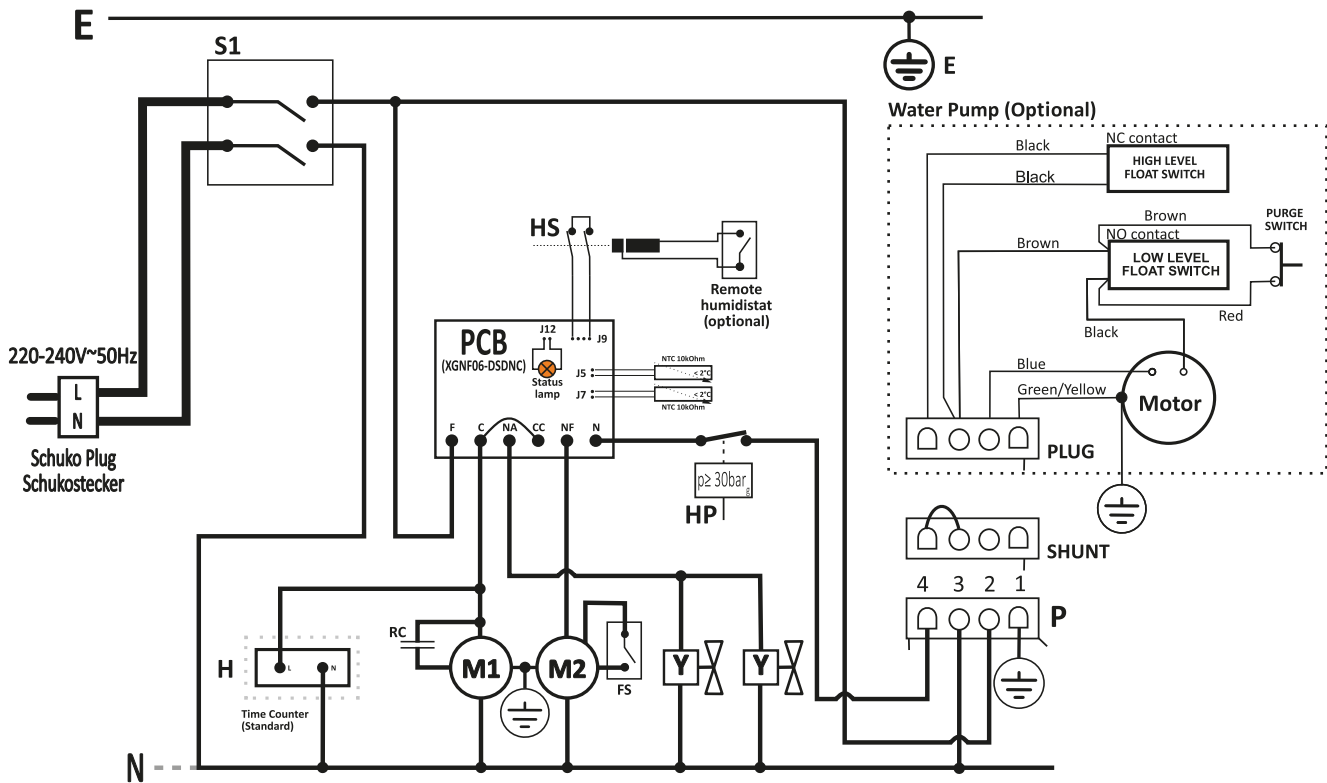 E
S1
E
Water Pump (Optional)
Black
NC contact
HIGH LEVEL
FLOAT SWITCH
Black
Brown
PURGE
SWITCH
NO contact
Brown
LOW LEVEL
FLOAT SWITCH
Red
Black
Blue
Green/Yellow
Motor
PLUG
HS
Remote
humidistat
(optional)
PCB
(XGNF06-DSDNC)
J12
J9
Status
lamp
J5
J7
NTC 10kOhm
< 2°C
< 2°C
NTC 10kOhm
F
C
NA
CC
NF
N
220-240V~50Hz
L
N
Schuko Plug
Schukostecker
p≥ 30bar
HP
SHUNT
4
3
2
1
P
RC
M1
M2
FS
Y
Y
H
L
N
Time Counter
(Standard)
N